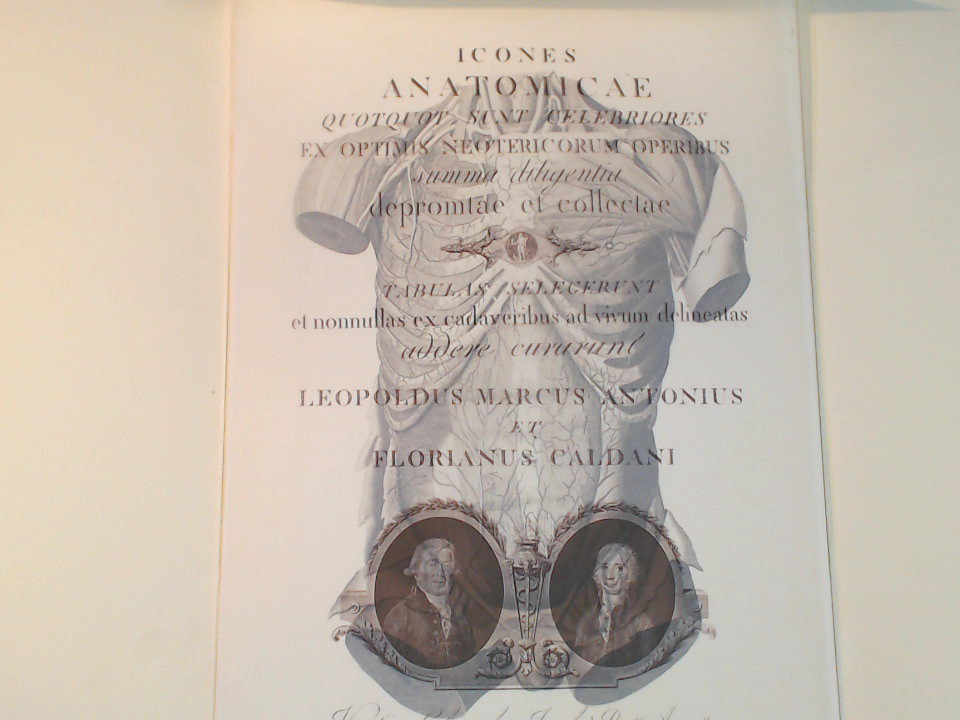 ICONES
ANATOMICAE
QUOTQUOT SUNT CELEBRIORES
EX OPTIMIS NEOTERICORUM OPERIBUS
summa diligentia
depromtae et collectae
TABULAS SELEGERUNT
et nonnullas ex cadaveribus ad vivum delineatas
addere curarunt
LEOPOLDUS MARCUS ANTONIUS
ET
FLORIANUS CALDANI